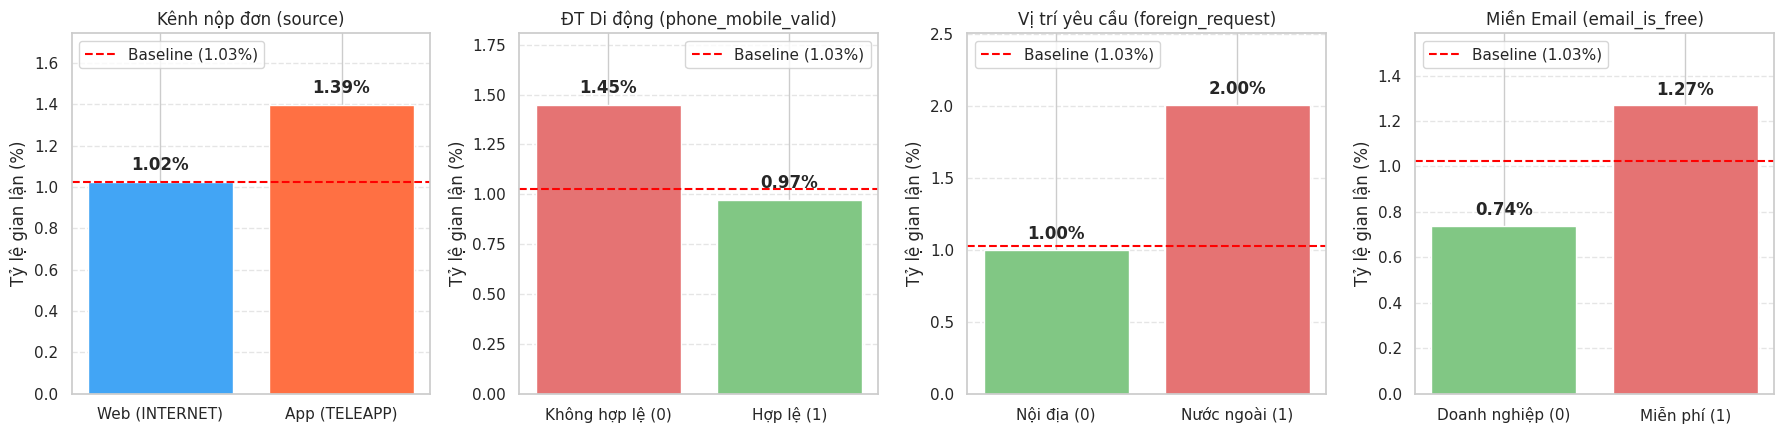 Kênh nộp đơn (source)
Baseline (1.03%)
1.6
1.4
1.2
1.0
0.8
0.6
0.4
0.2
0.0
Tỷ lệ gian lận (%)
1.02%
1.39%
Web (INTERNET)
App (TELEAPP)
ĐT Di động (phone_mobile_valid)
Baseline (1.03%)
1.75
1.50
1.25
1.00
0.75
0.50
0.25
0.00
Tỷ lệ gian lận (%)
1.45%
0.97%
Không hợp lệ (0)
Hợp lệ (1)
Vị trí yêu cầu (foreign_request)
Baseline (1.03%)
2.5
2.0
1.5
1.0
0.5
0.0
Tỷ lệ gian lận (%)
1.00%
2.00%
Nội địa (0)
Nước ngoài (1)
Miền Email (email_is_free)
Baseline (1.03%)
1.4
1.2
1.0
0.8
0.6
0.4
0.2
0.0
Tỷ lệ gian lận (%)
0.74%
1.27%
Doanh nghiệp (0)
Miễn phí (1)